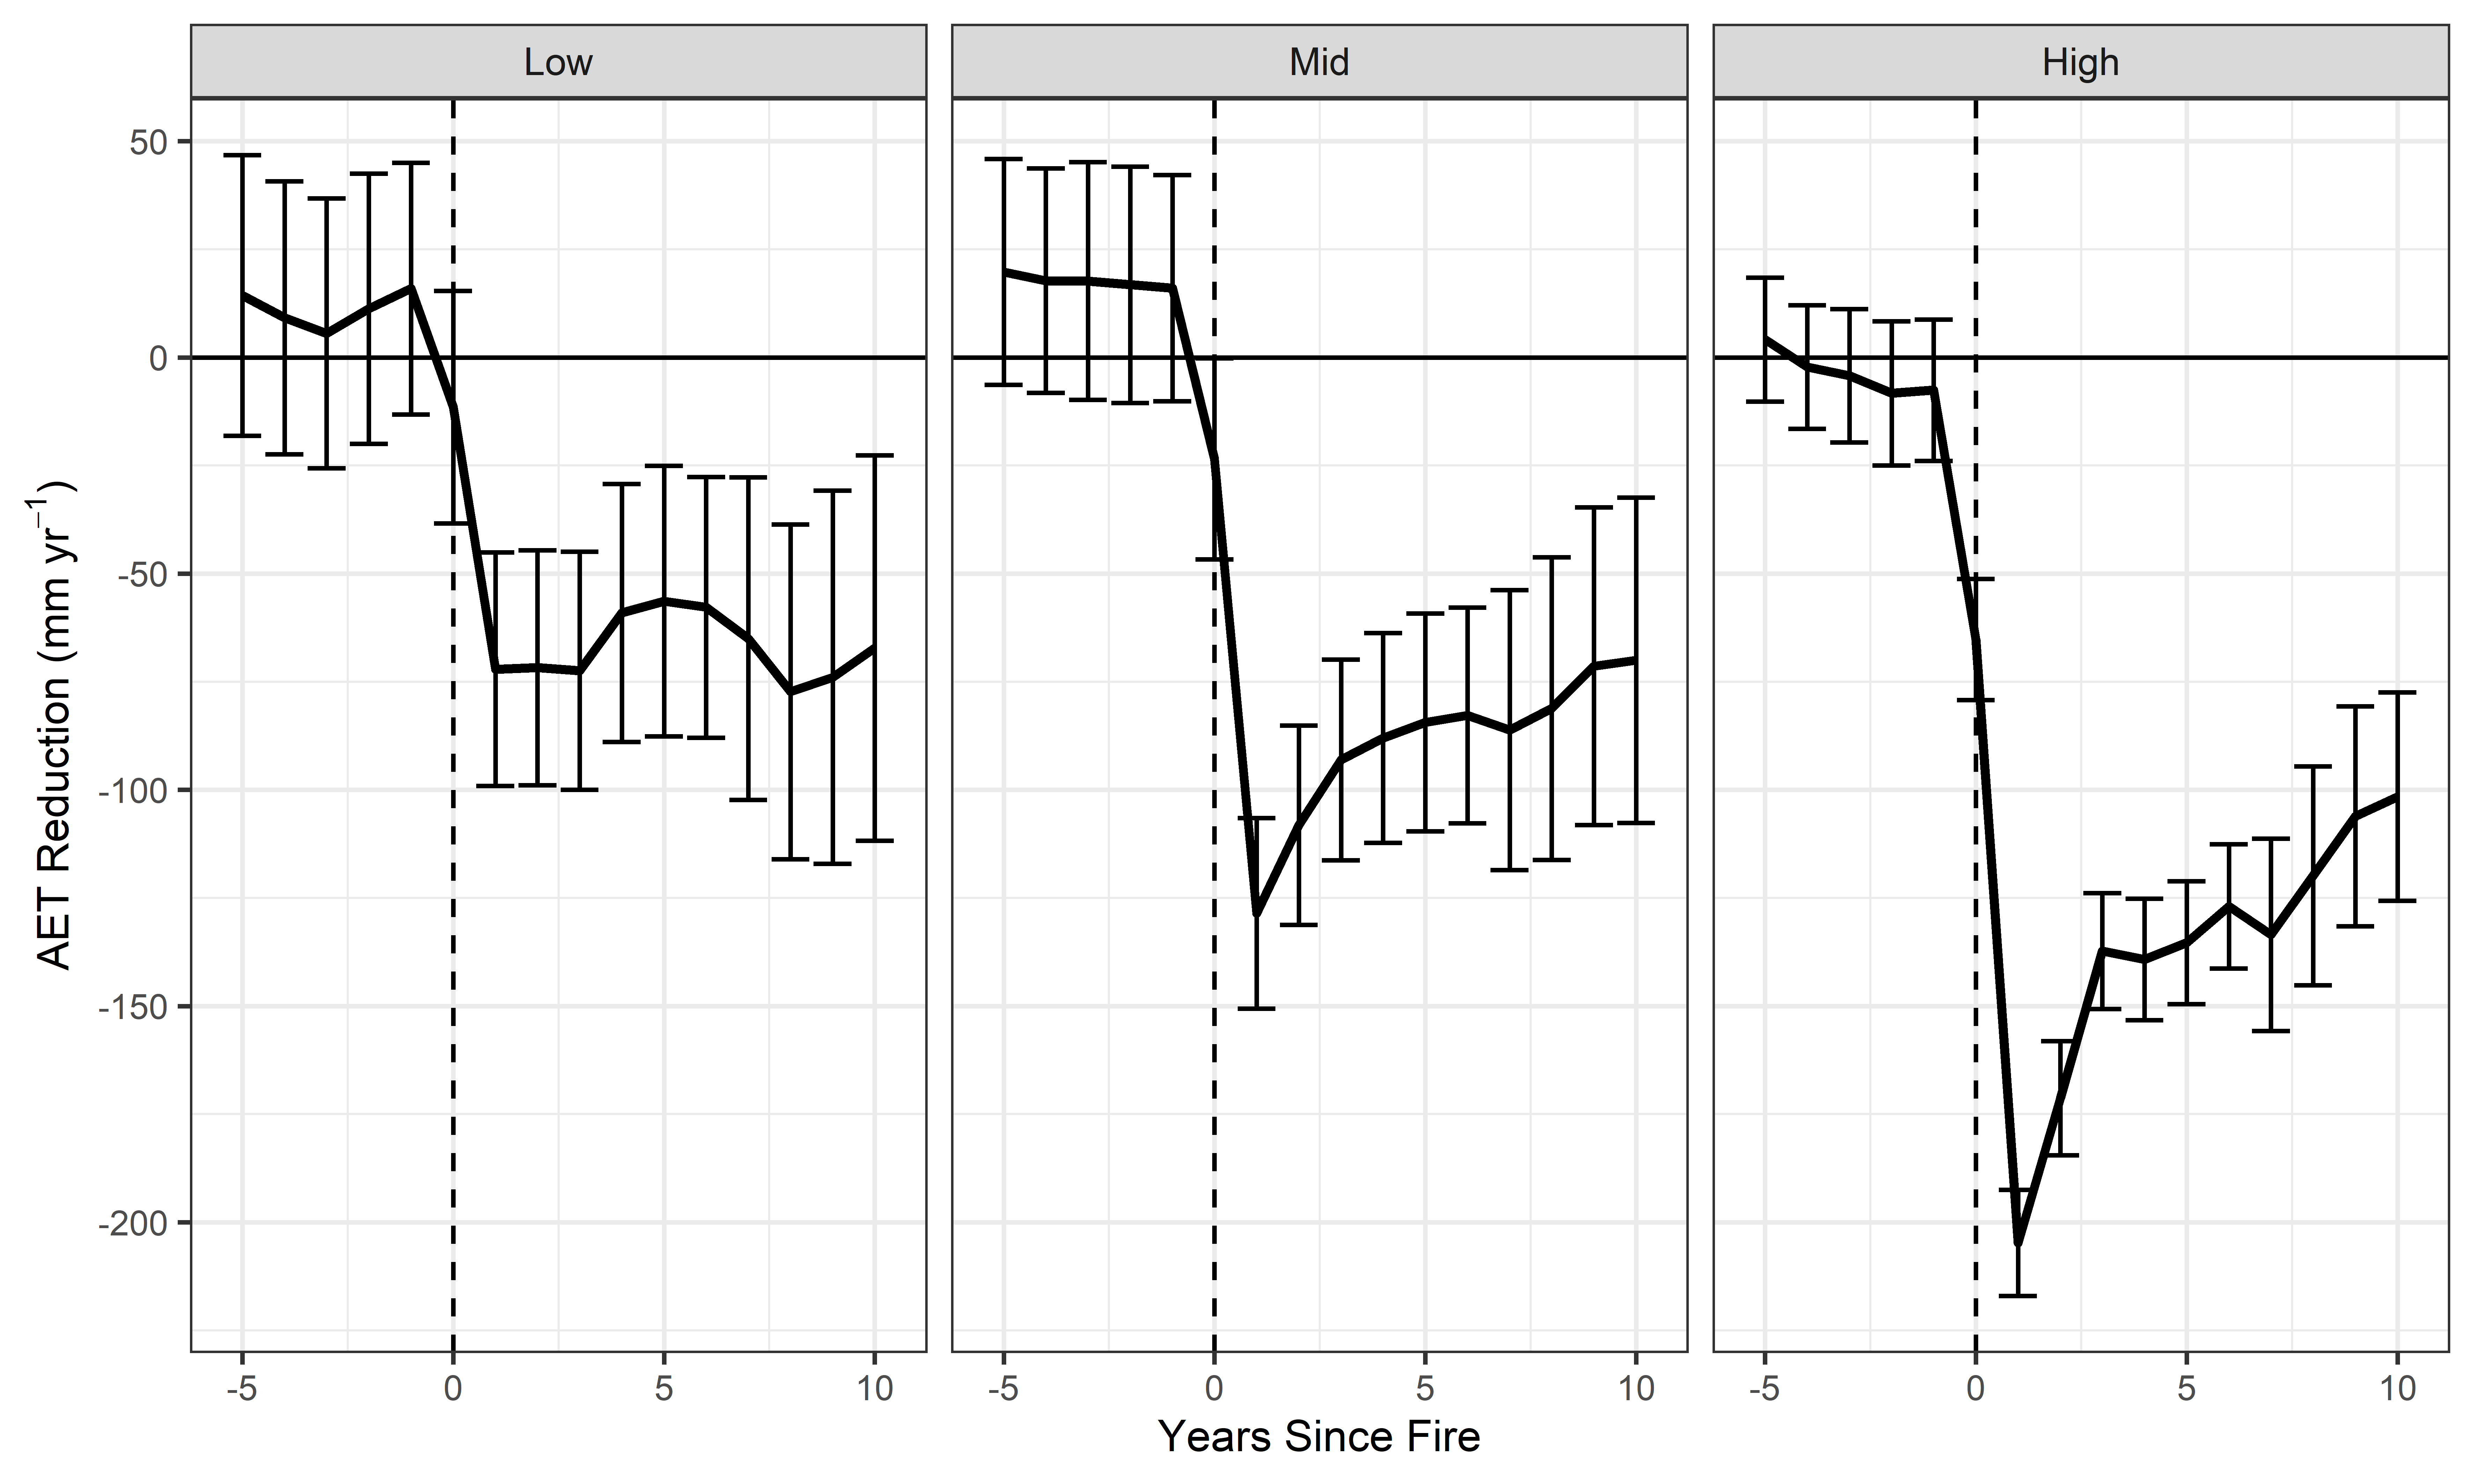 Low Mid High
50
0
-50
-100
-150
-200
AET Reduction (mm yr⁻¹)
-5 0 5 10 -5 0 5 10 -5 0 5 10
Years Since Fire